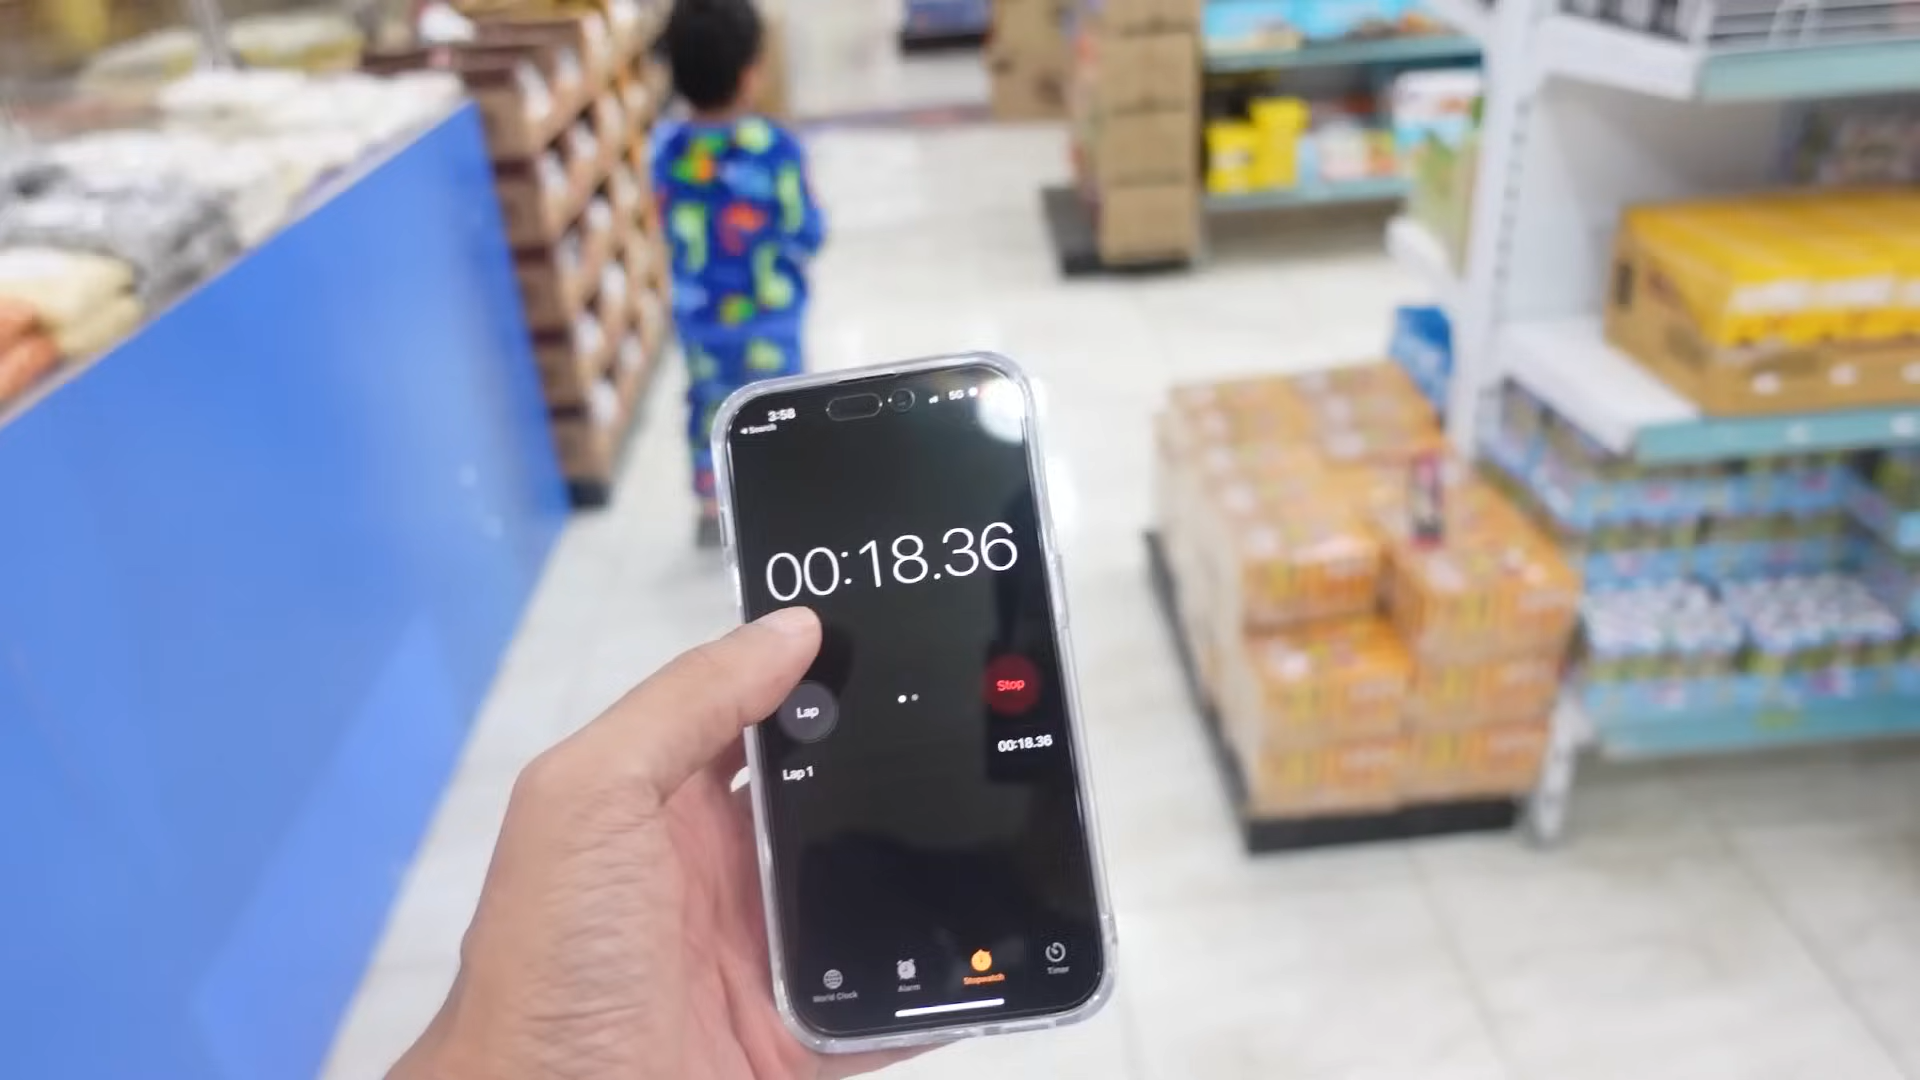 3:58
5G
◀ Search
00:18.36
Lap
Stop
Lap 1
00:18.36
World Clock
Alarm
Stopwatch
Timer